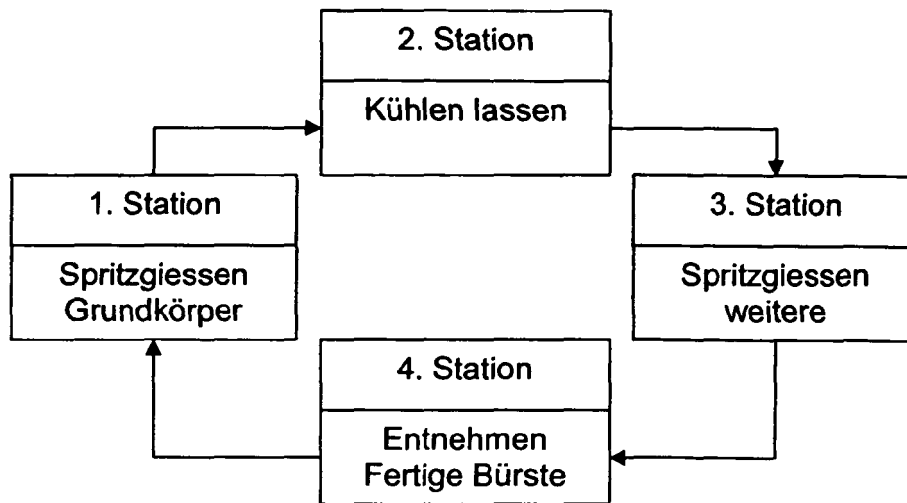 2. Station
Kühlen lassen
1. Station
Spritzgiessen
Grundkörper
3. Station
Spritzgiessen
weitere
4. Station
Entnehmen
Fertige Bürste